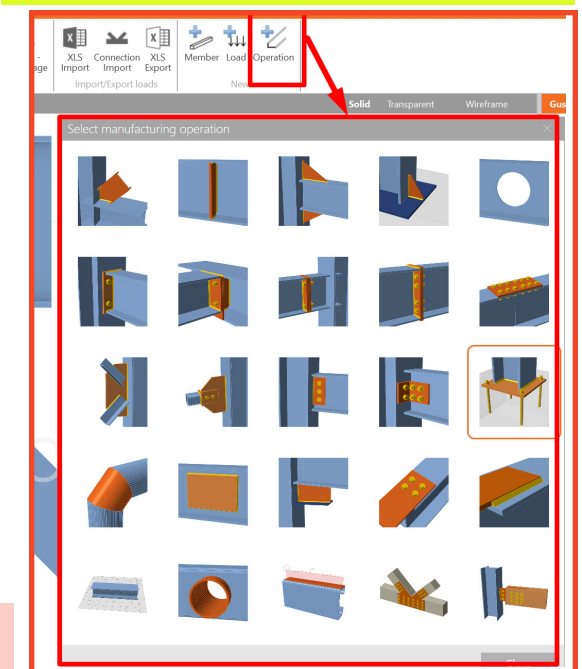 XLS Connection XLS Member Load Operation
Import Import Export
Import/Export loads New
Solid Transparent Wireframe Gus
Select manufacturing operation